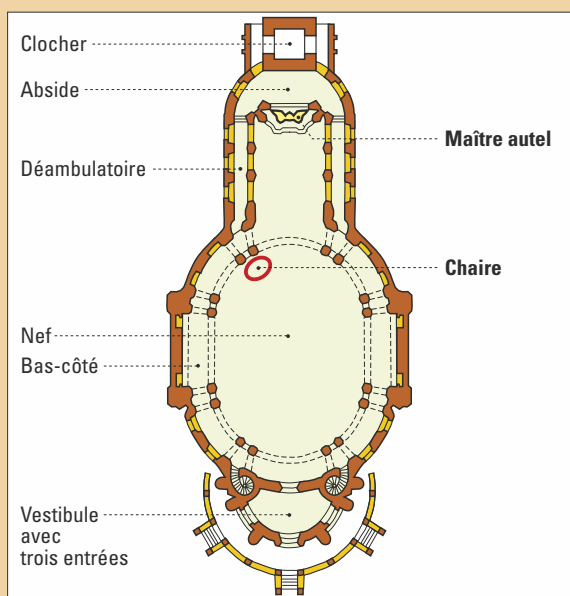 Clocher
Abside
Maître autel
Déambulatoire
Chaire
Nef
Bas-côté
Vestibule
avec
trois entrées